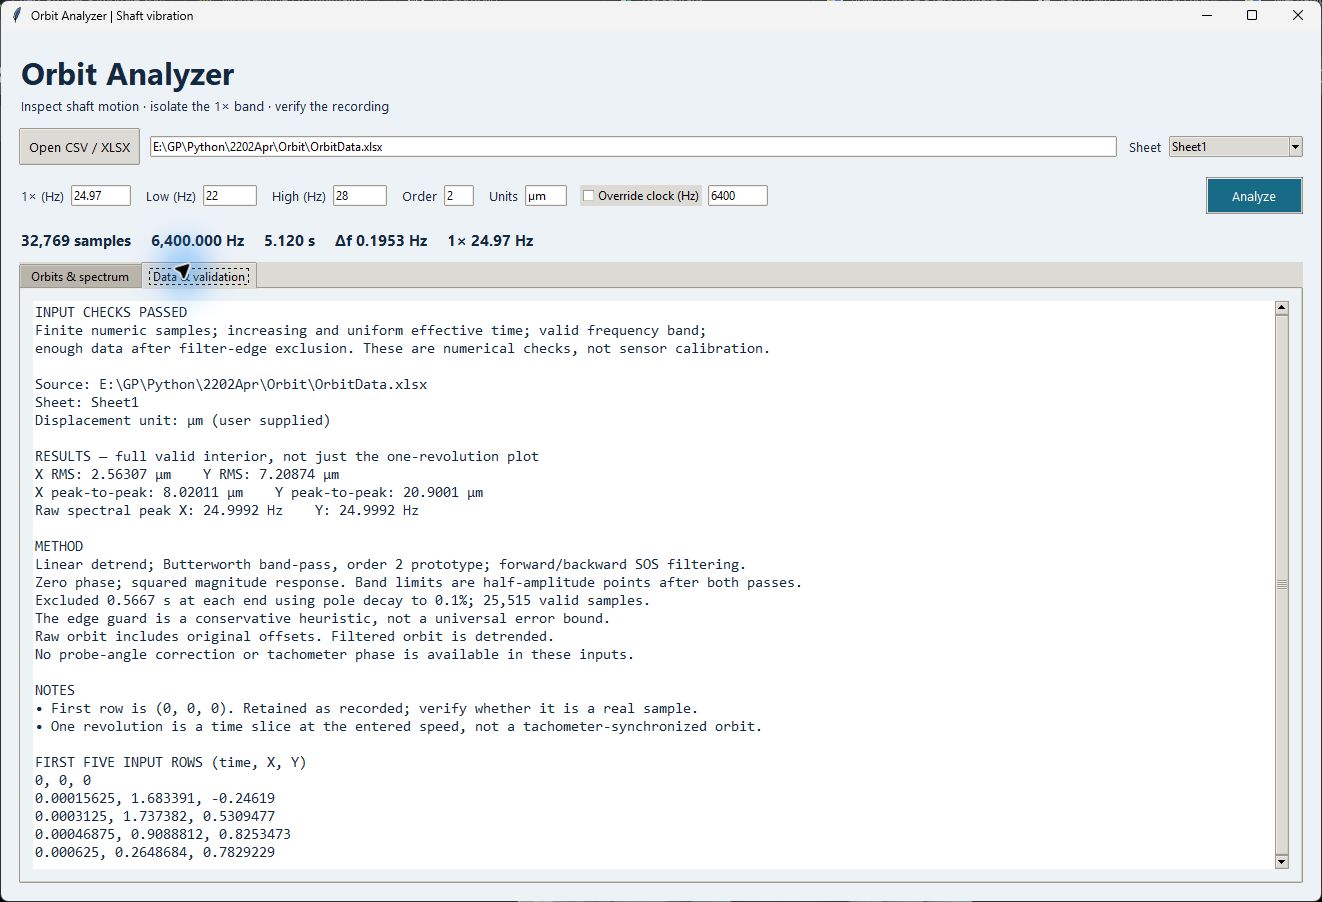 Orbit Analyzer | Shaft vibration
Orbit Analyzer
Inspect shaft motion · isolate the 1× band · verify the recording
Open CSV / XLSX E:\GP\Python\2202Apr\Orbit\OrbitData.xlsx Sheet Sheet1
1× (Hz) 24.97 Low (Hz) 22 High (Hz) 28 Order 2 Units µm Override clock (Hz) 6400 Analyze
32,769 samples 6,400.000 Hz 5.120 s Δf 0.1953 Hz 1× 24.97 Hz
Orbits & spectrum Data & validation
INPUT CHECKS PASSED
Finite numeric samples; increasing and uniform effective time; valid frequency band;
enough data after filter-edge exclusion. These are numerical checks, not sensor calibration.
Source: E:\GP\Python\2202Apr\Orbit\OrbitData.xlsx
Sheet: Sheet1
Displacement unit: µm (user supplied)
RESULTS — full valid interior, not just the one-revolution plot
X RMS: 2.56307 µm Y RMS: 7.20874 µm
X peak-to-peak: 8.02011 µm Y peak-to-peak: 20.9001 µm
Raw spectral peak X: 24.9992 Hz Y: 24.9992 Hz
METHOD
Linear detrend; Butterworth band-pass, order 2 prototype; forward/backward SOS filtering.
Zero phase; squared magnitude response. Band limits are half-amplitude points after both passes.
Excluded 0.5667 s at each end using pole decay to 0.1%; 25,515 valid samples.
The edge guard is a conservative heuristic, not a universal error bound.
Raw orbit includes original offsets. Filtered orbit is detrended.
No probe-angle correction or tachometer phase is available in these inputs.
NOTES
• First row is (0, 0, 0). Retained as recorded; verify whether it is a real sample.
• One revolution is a time slice at the entered speed, not a tachometer-synchronized orbit.
FIRST FIVE INPUT ROWS (time, X, Y)
0, 0, 0
0.00015625, 1.683391, -0.24619
0.0003125, 1.737382, 0.5309477
0.00046875, 0.9088812, 0.8253473
0.000625, 0.2648684, 0.7829229